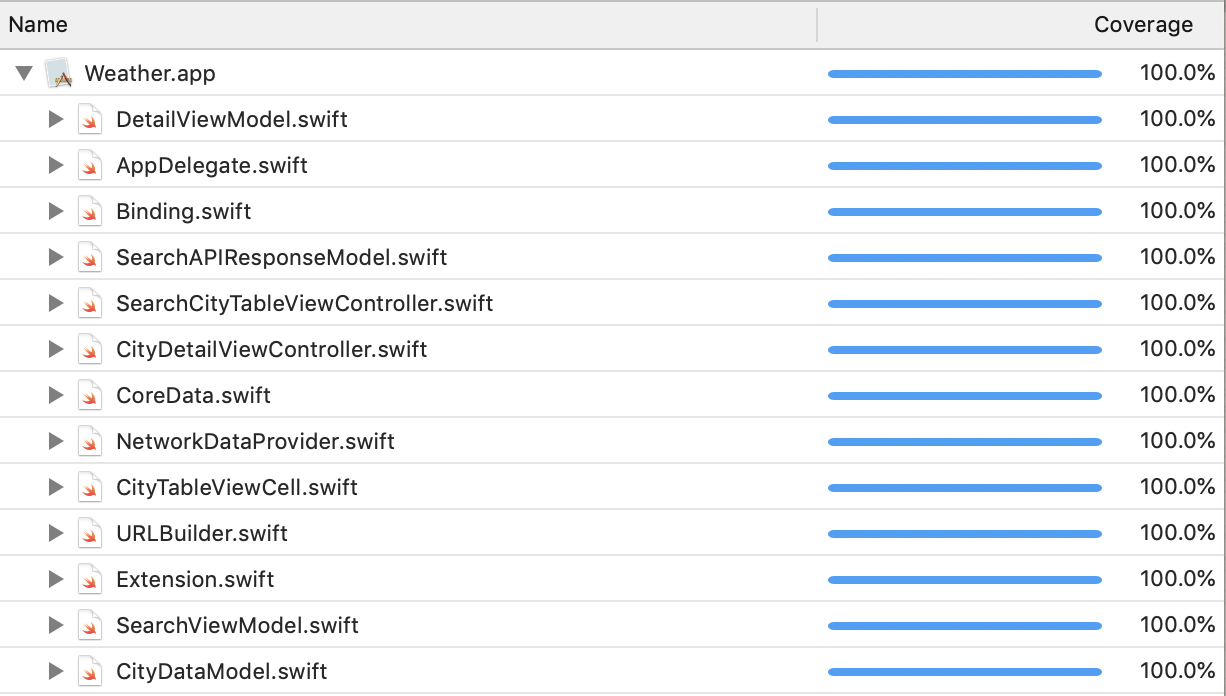 Name Coverage
Weather.app 100.0%
DetailViewModel.swift 100.0%
AppDelegate.swift 100.0%
Binding.swift 100.0%
SearchAPIResponseModel.swift 100.0%
SearchCityTableViewController.swift 100.0%
CityDetailViewController.swift 100.0%
CoreData.swift 100.0%
NetworkDataProvider.swift 100.0%
CityTableViewCell.swift 100.0%
URLBuilder.swift 100.0%
Extension.swift 100.0%
SearchViewModel.swift 100.0%
CityDataModel.swift 100.0%